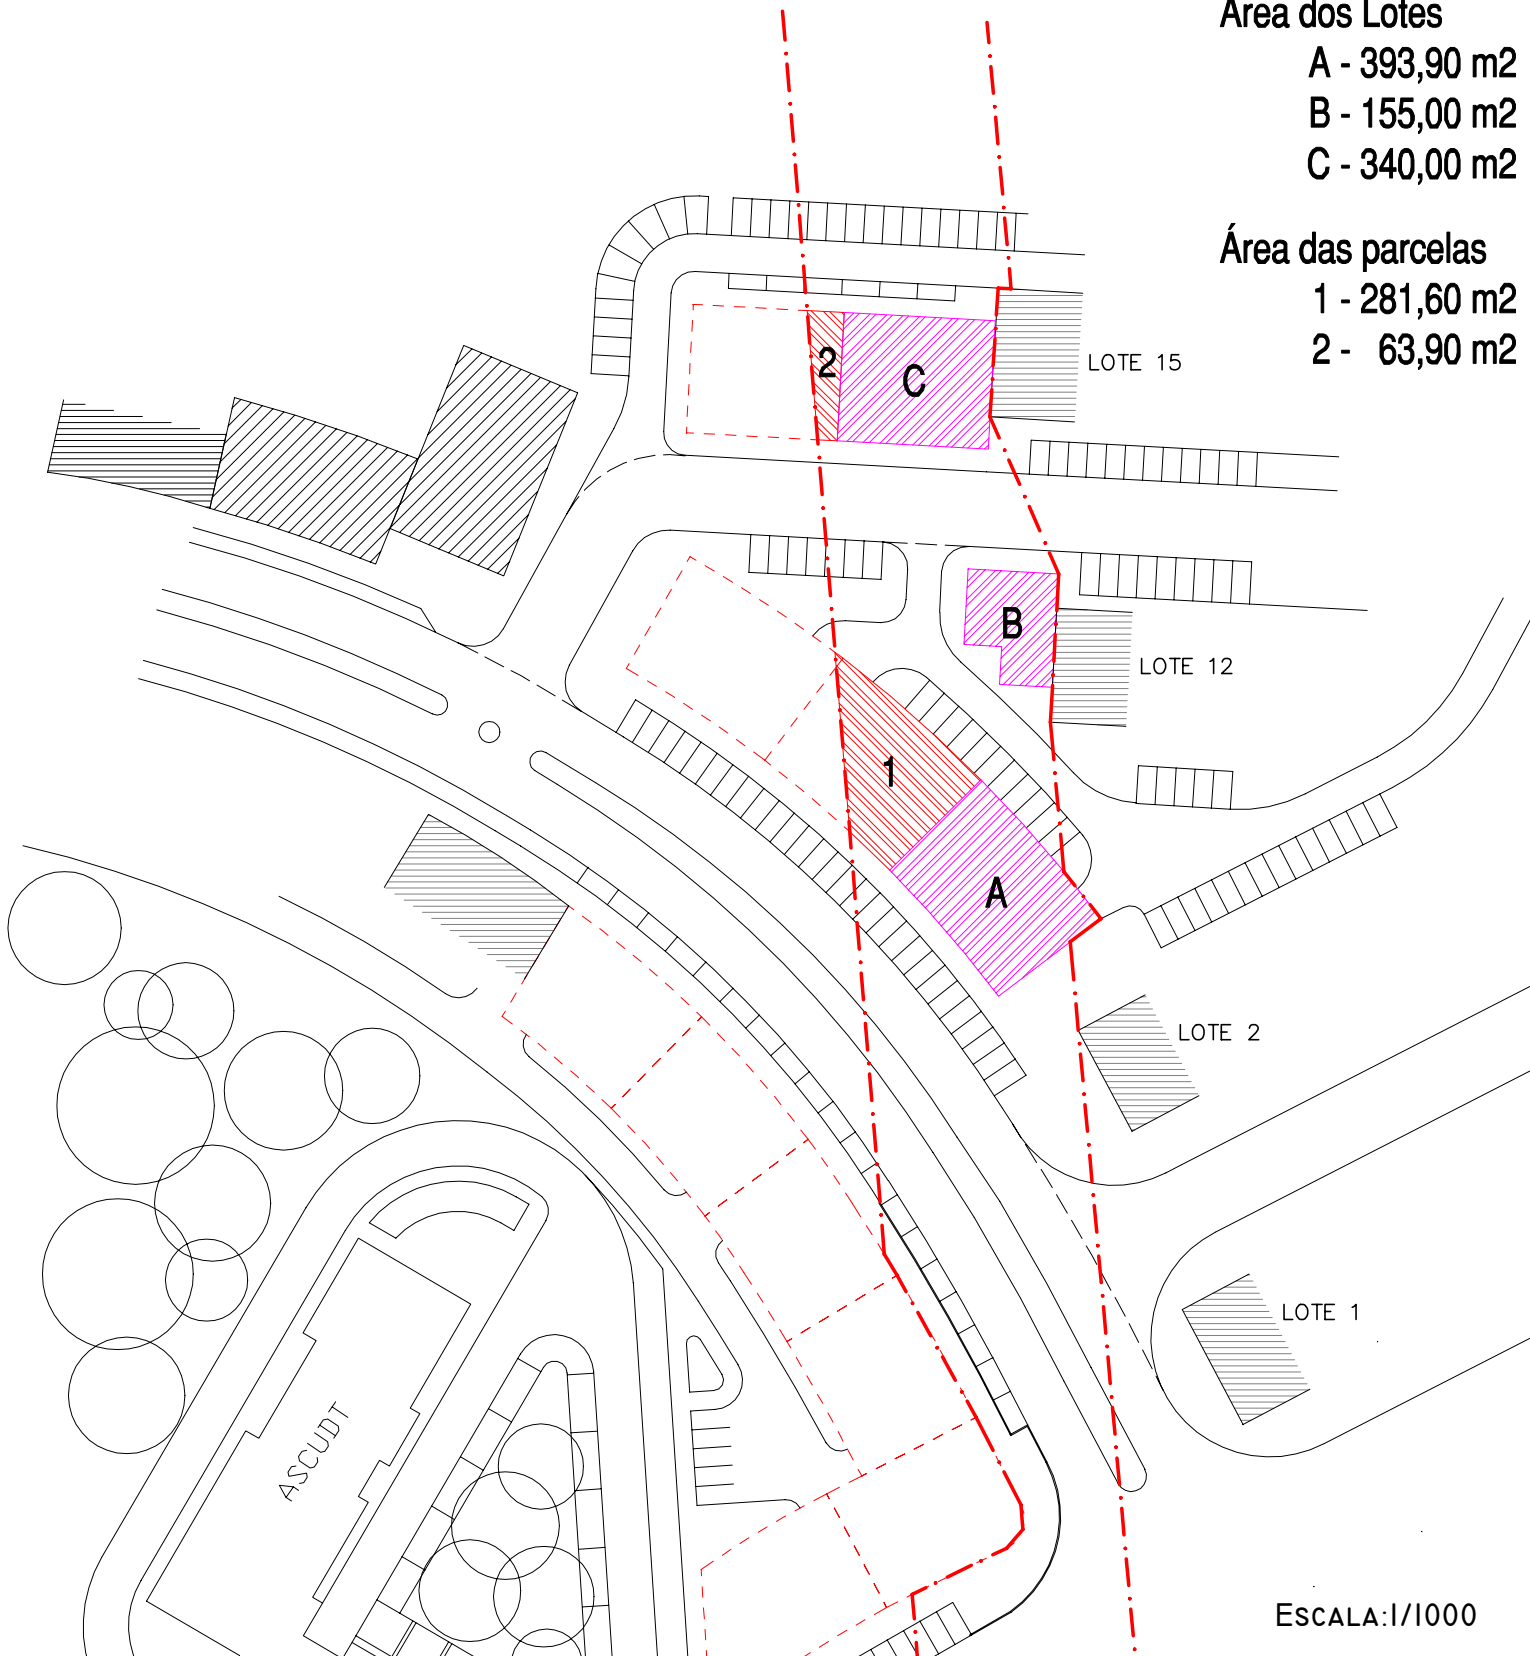 Área dos Lotes
A - 393,90 m2
B - 155,00 m2
C - 340,00 m2
Área das parcelas
1 - 281,60 m2
2 - 63,90 m2
2
C
LOTE 15
B
LOTE 12
1
A
LOTE 2
LOTE 1
ASCUDT
ESCALA:1/1000